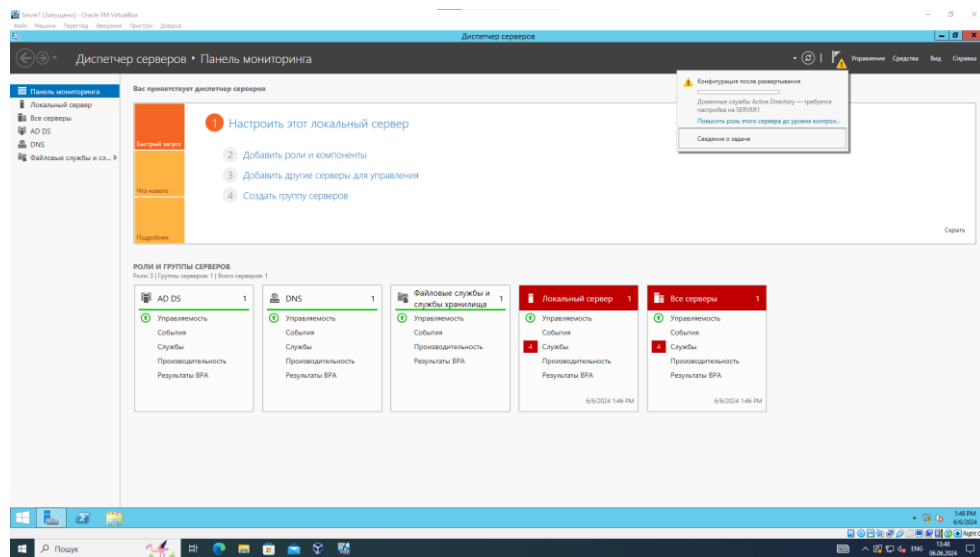 Server1 [Запущено] - Oracle VM VirtualBox
Файл Машина Перегляд Введення Пристрої Довідка
Диспетчер серверов
Диспетчер серверов ‣ Панель мониторинга
Управление Средства Вид Справка
Панель мониторинга
Локальный сервер
Все серверы
AD DS
DNS
Файловые службы и сл...
Вас приветствует диспетчер серверов
Быстрый запуск
Что нового
Подробнее
1 Настроить этот локальный сервер
2 Добавить роли и компоненты
3 Добавить другие серверы для управления
4 Создать группу серверов
Конфигурация после развертывания
Доменные службы Active Directory — требуется
настройка на SERVER1
Повысить роль этого сервера до уровня контрол...
Сведения о задаче
Скрыть
РОЛИ И ГРУППЫ СЕРВЕРОВ
Роли: 3 | Группы серверов: 1 | Всего серверов: 1
AD DS 1
Управляемость
События
Службы
Производительность
Результаты BPA
DNS 1
Управляемость
События
Службы
Производительность
Результаты BPA
Файловые службы и
службы хранилища 1
Управляемость
События
Производительность
Результаты BPA
Локальный сервер 1
Управляемость
События
4 Службы
Производительность
Результаты BPA
6/6/2024 1:46 PM
Все серверы 1
Управляемость
События
4 Службы
Производительность
Результаты BPA
6/6/2024 1:46 PM
1:48 PM
6/6/2024
Right C
Пошук
ENG
13:48
06.06.2024